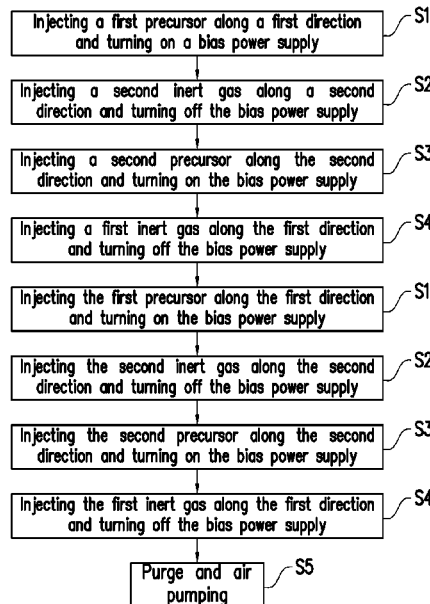 Injecting a first precursor along a first direction
and turning on a bias power supply
S1
Injecting a second inert gas along a second
direction and turning off the bias power supply
S2
Injecting a second precursor along the second
direction and turning on the bias power supply
S3
Injecting a first inert gas along the first direction
and turning off the bias power supply
S4
Injecting the first precursor along the first direction
and turning on the bias power supply
S1
Injecting the second inert gas along the second
direction and turning off the bias power supply
S2
Injecting the second precursor along the second
direction and turning on the bias power supply
S3
Injecting the first inert gas along the first direction
and turning off the bias power supply
S4
Purge and air
pumping
S5